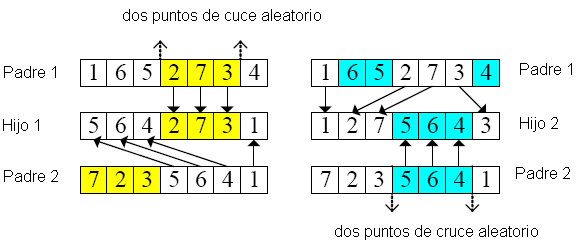 dos puntos de cuce aleatorio
Padre 1 1 6 5 2 7 3 4
Hijo 1 5 6 4 2 7 3 1
Padre 2 7 2 3 5 6 4 1
1 6 5 2 7 3 4 Padre 1
1 2 7 5 6 4 3 Hijo 2
7 2 3 5 6 4 1 Padre 2
dos puntos de cruce aleatorio